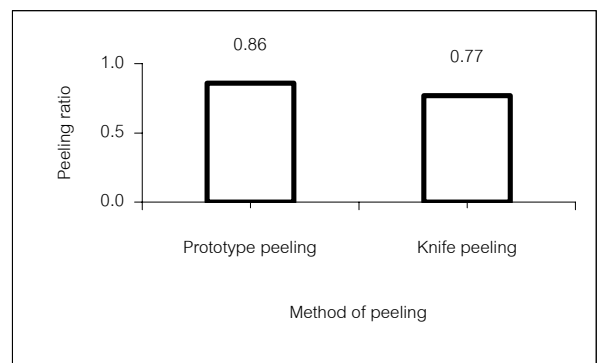 0.86
0.77
1.0
0.5
0.0
Peeling ratio
Prototype peeling Knife peeling
Method of peeling